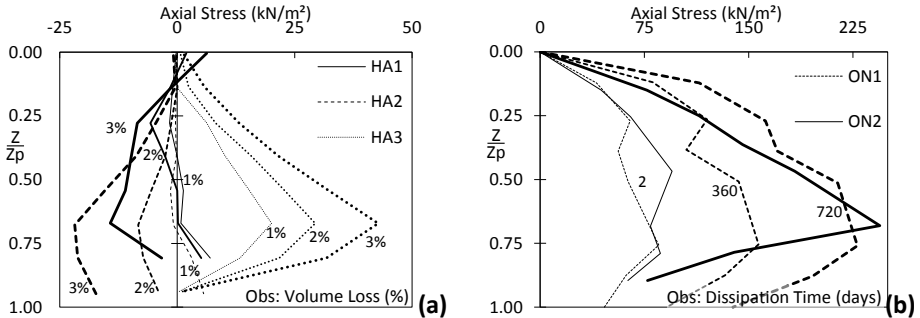 Axial Stress (kN/m²)
-25 0 25 50
0.00
0.25
0.50
0.75
1.00
Z
Zp
HA1
HA2
HA3
3%
2%
1%
1%
2%
3%
1%
2%
3%
Obs: Volume Loss (%)
(a)
Axial Stress (kN/m²)
0 75 150 225
0.00
0.25
0.50
0.75
1.00
Z
Zp
ON1
ON2
2
360
720
Obs: Dissipation Time (days)
(b)